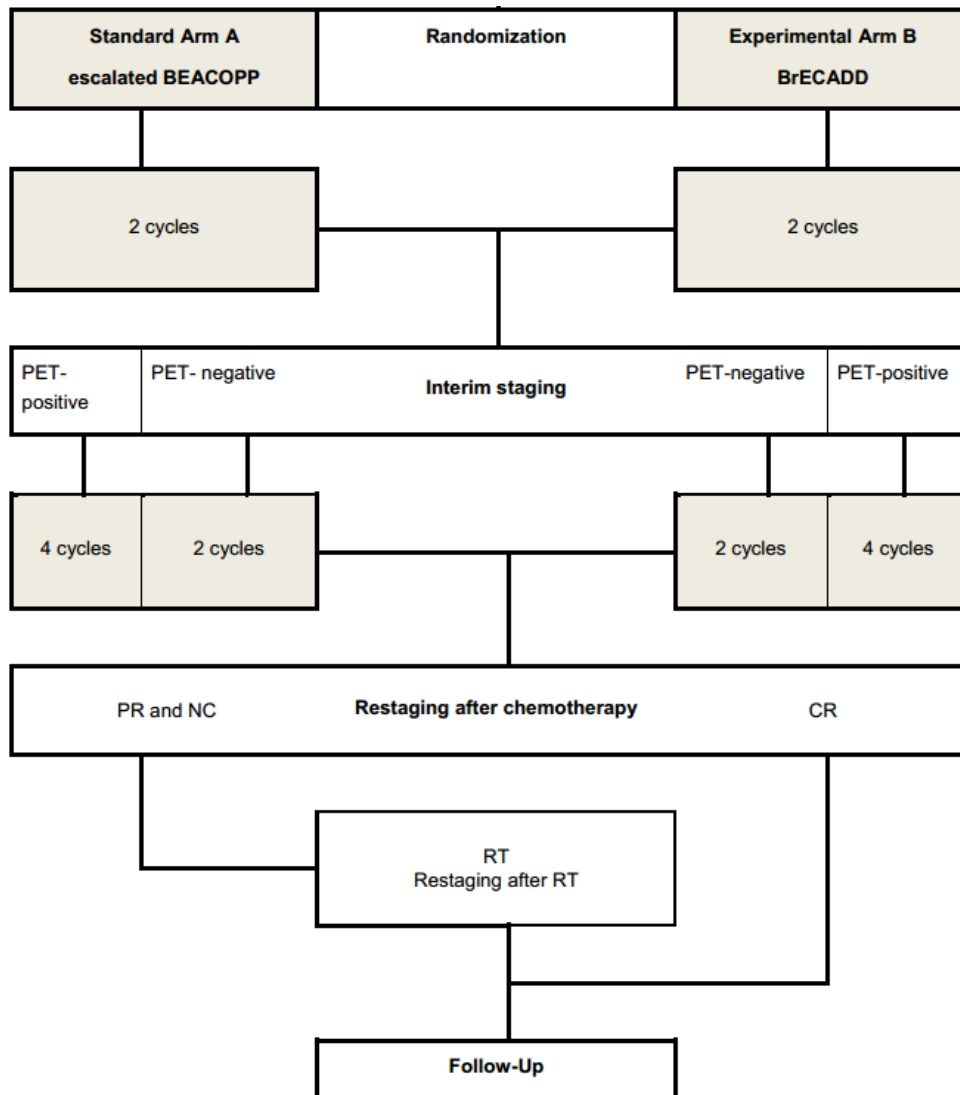 Standard Arm A
escalated BEACOPP
Randomization
Experimental Arm B
BrECADD
2 cycles
2 cycles
PET-
positive
PET- negative
Interim staging
PET-negative
PET-positive
4 cycles
2 cycles
2 cycles
4 cycles
PR and NC
Restaging after chemotherapy
CR
RT
Restaging after RT
Follow-Up